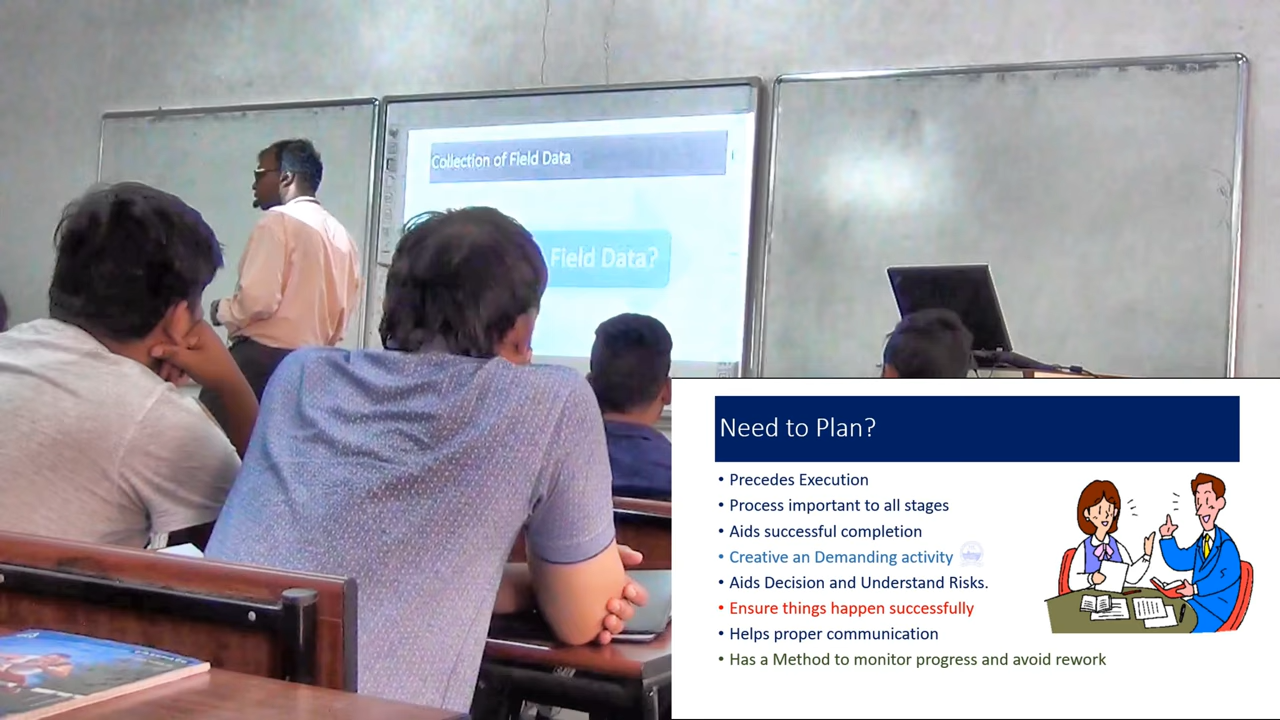 Collection of Field Data
Field Data?
Need to Plan?
• Precedes Execution
• Process important to all stages
• Aids successful completion
• Creative an Demanding activity
• Aids Decision and Understand Risks.
• Ensure things happen successfully
• Helps proper communication
• Has a Method to monitor progress and avoid rework